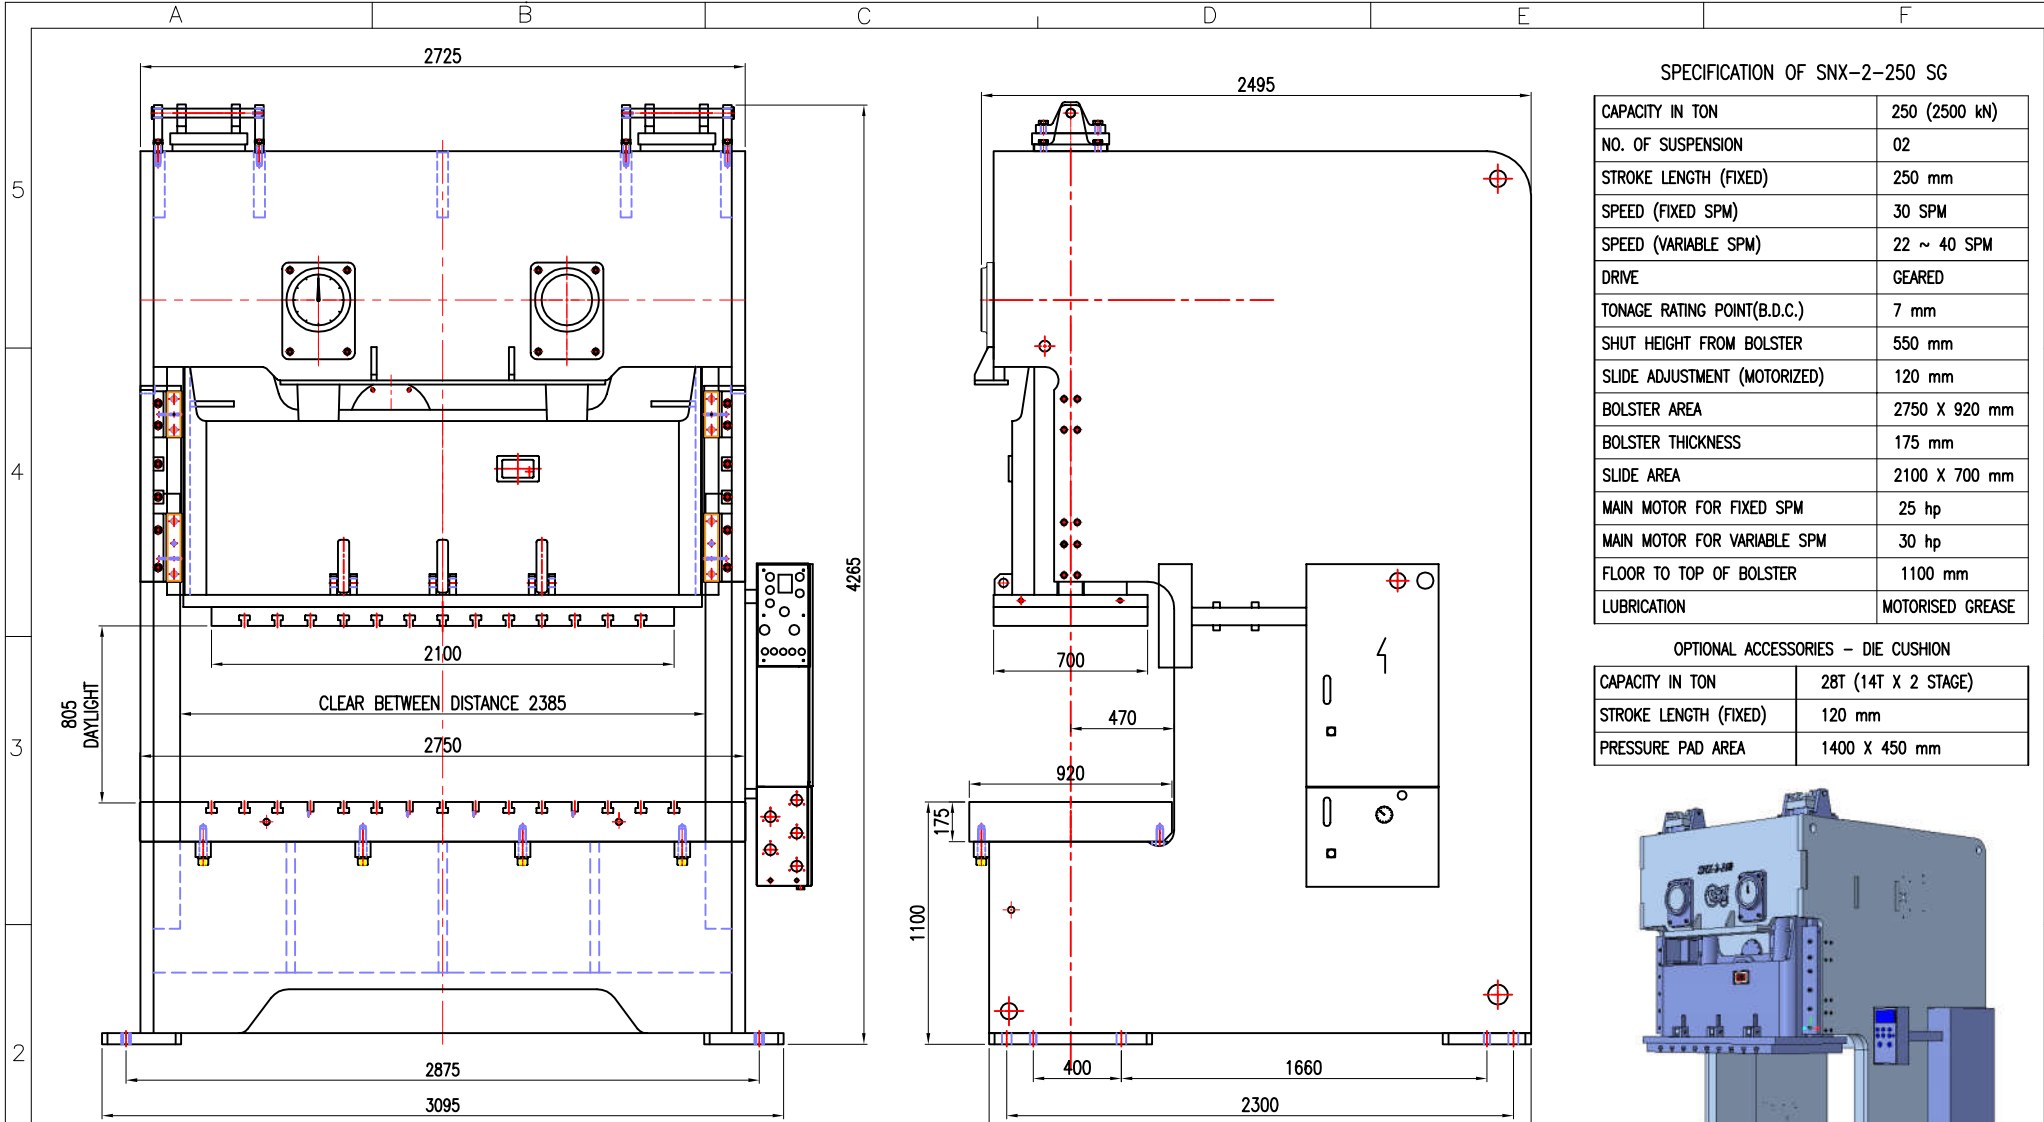 A B C D E F
5
4
3
2
2725
4265
805
DAYLIGHT
2100
CLEAR BETWEEN DISTANCE 2385
2750
2875
3095
2495
700
470
920
175
1100
400
1660
2300
SPECIFICATION OF SNX-2-250 SG
CAPACITY IN TON 250 (2500 kN)
NO. OF SUSPENSION 02
STROKE LENGTH (FIXED) 250 mm
SPEED (FIXED SPM) 30 SPM
SPEED (VARIABLE SPM) 22 ~ 40 SPM
DRIVE GEARED
TONAGE RATING POINT(B.D.C.) 7 mm
SHUT HEIGHT FROM BOLSTER 550 mm
SLIDE ADJUSTMENT (MOTORIZED) 120 mm
BOLSTER AREA 2750 X 920 mm
BOLSTER THICKNESS 175 mm
SLIDE AREA 2100 X 700 mm
MAIN MOTOR FOR FIXED SPM 25 hp
MAIN MOTOR FOR VARIABLE SPM 30 hp
FLOOR TO TOP OF BOLSTER 1100 mm
LUBRICATION MOTORISED GREASE
OPTIONAL ACCESSORIES - DIE CUSHION
CAPACITY IN TON 28T (14T X 2 STAGE)
STROKE LENGTH (FIXED) 120 mm
PRESSURE PAD AREA 1400 X 450 mm